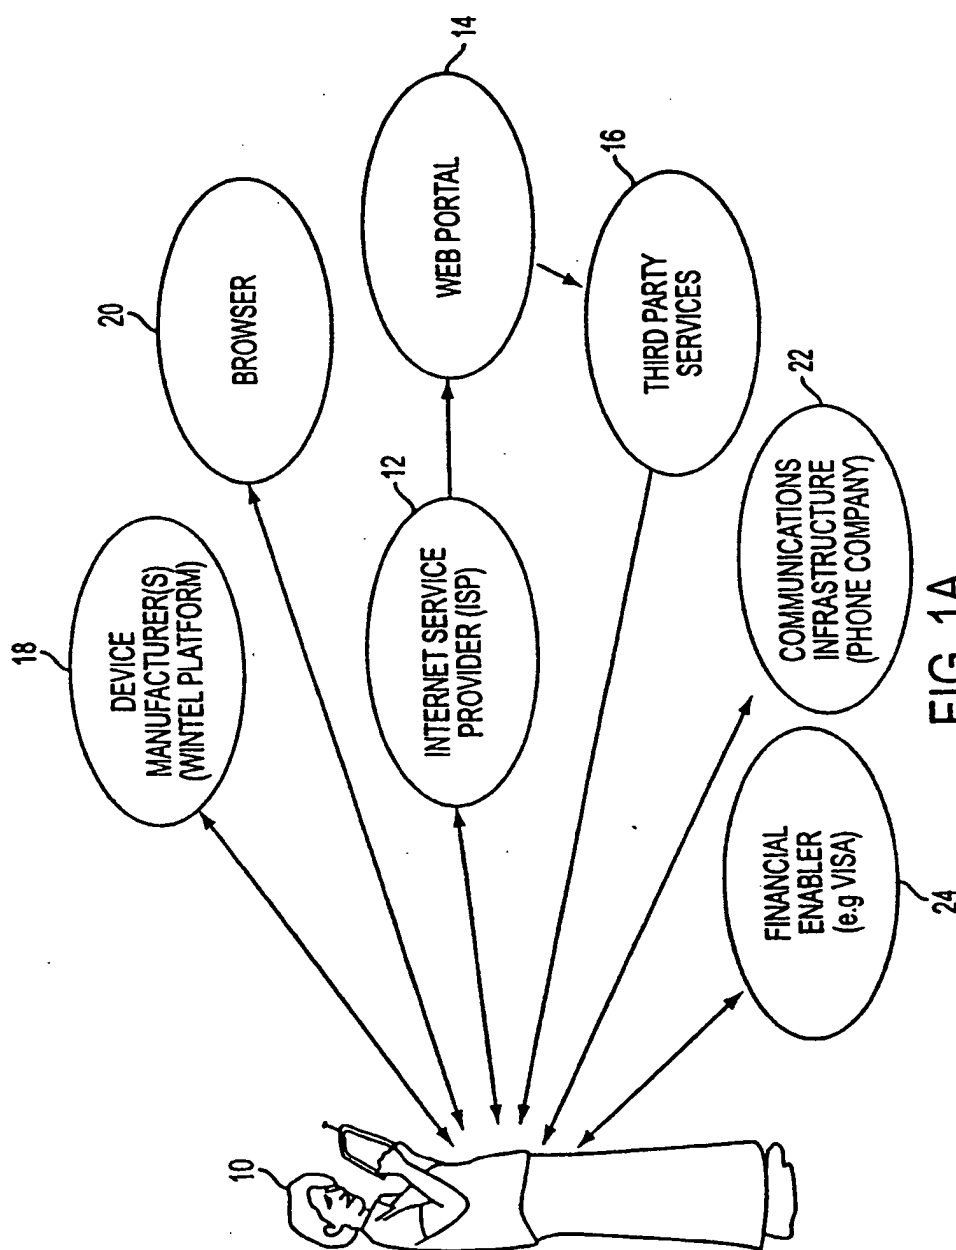 18
DEVICE
MANUFACTURER(S)
(WINTEL PLATFORM)
20
BROWSER
14
WEB PORTAL
12
INTERNET SERVICE
PROVIDER (ISP)
16
THIRD PARTY
SERVICES
10
22
COMMUNICATIONS
INFRASTRUCTURE
(PHONE COMPANY)
FINANCIAL
ENABLER
(e.g VISA)
24
FIG. 1A